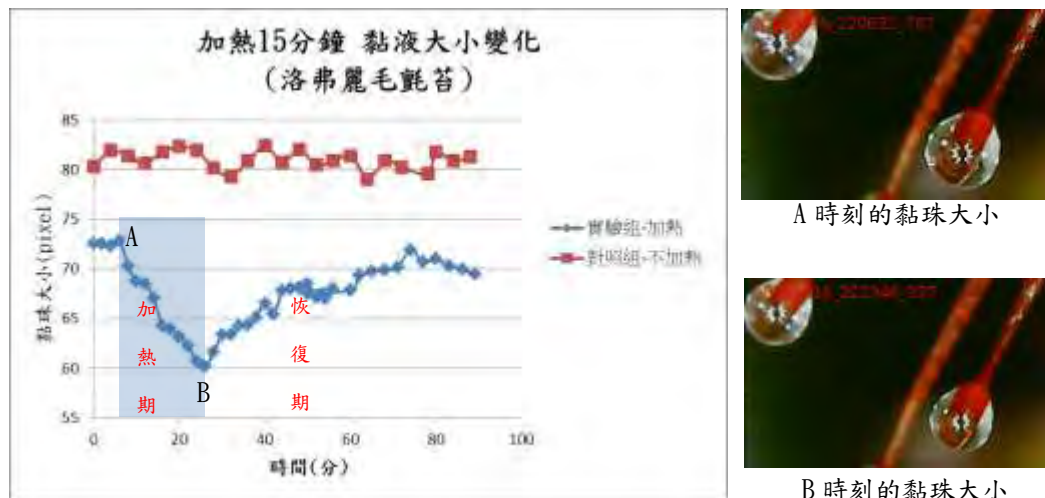 加熱15分鐘 黏液大小變化
(洛弗麗毛氈苔)
黏珠大小(pixel)
85
80
75
70
65
60
55
0
20
40
60
80
100
時間(分)
A
B
加熱期
恢復期
實驗組-加熱
對照組-不加熱
A 時刻的黏珠大小
B 時刻的黏珠大小